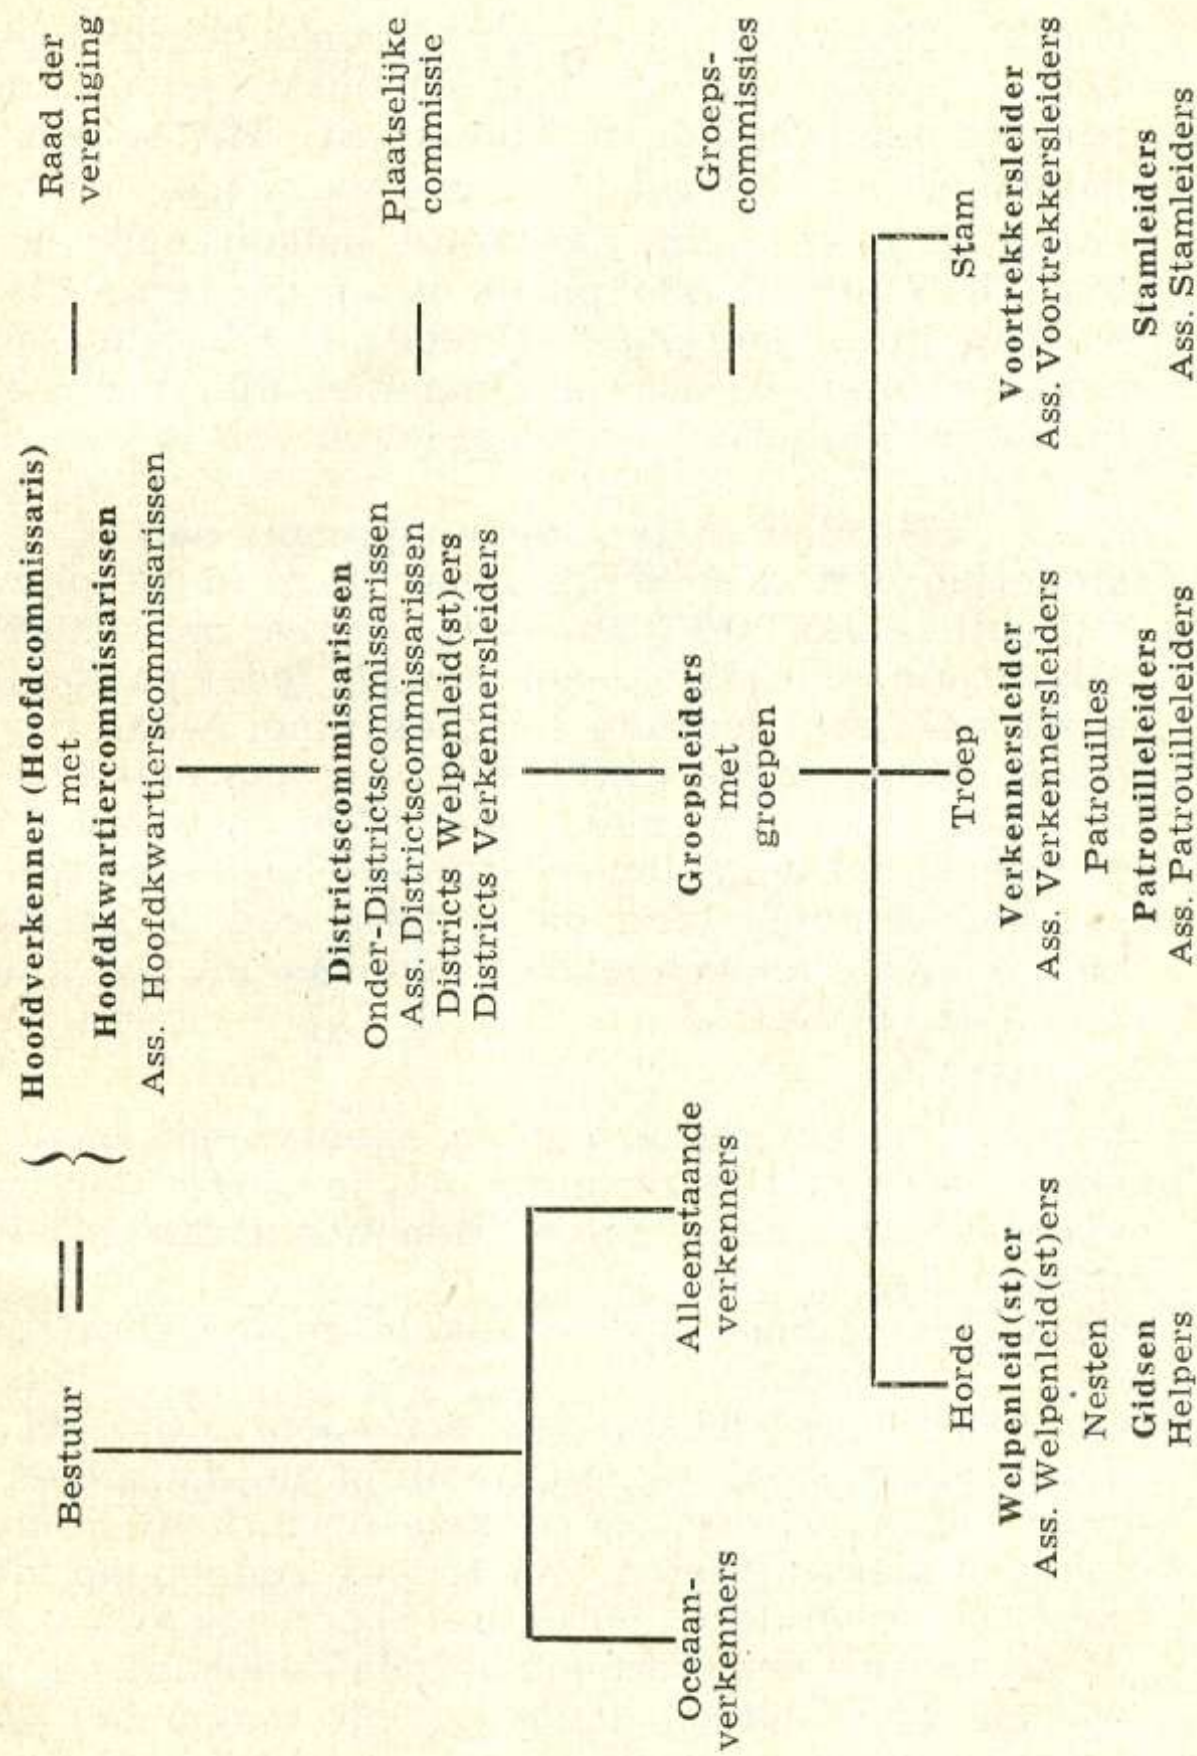 Bestuur
Hoofdverkenner (Hoofdcommissaris)
met
Hoofdkwartiercommissarissen
Ass. Hoofdkwartierscommissarissen
Raad der
vereniging
Districtscommissarissen
Onder-Districtscommissarissen
Ass. Districtscommissarissen
Districts Welpenleid(st)ers
Districts Verkennersleiders
Plaatselijke
commissie
Oceaan-
verkenners
Alleenstaande
verkenners
Groepsleiders
met
groepen
Groeps-
commissies
Horde
Welpenleid(st)er
Ass. Welpenleid(st)ers
Nesten
Gidsen
Helpers
Troep
Verkennersleider
Ass. Verkennersleiders
Patrouilles
Patrouilleleiders
Ass. Patrouilleleiders
Stam
Voortrekkersleider
Ass. Voortrekkersleiders
Stamleiders
Ass. Stamleiders